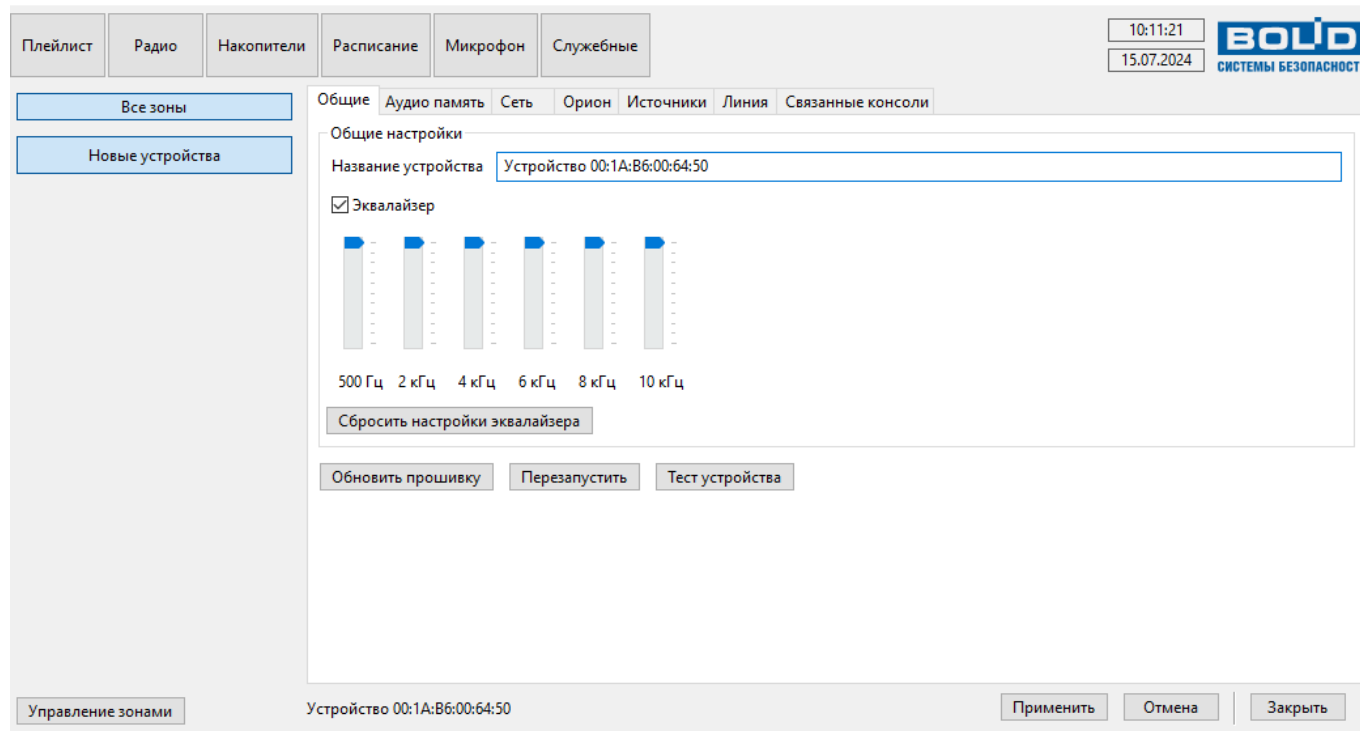 Плейлист Радио Накопители Расписание Микрофон Служебные
10:11:21
15.07.2024
BOLID
СИСТЕМЫ БЕЗОПАСНОСТ
Все зоны
Новые устройства
Общие Аудио память Сеть Орион Источники Линия Связанные консоли
Общие настройки
Название устройства Устройство 00:1A:B6:00:64:50
Эквалайзер
500 Гц 2 кГц 4 кГц 6 кГц 8 кГц 10 кГц
Сбросить настройки эквалайзера
Обновить прошивку Перезапустить Тест устройства
Управление зонами Устройство 00:1A:B6:00:64:50 Применить Отмена Закрыть